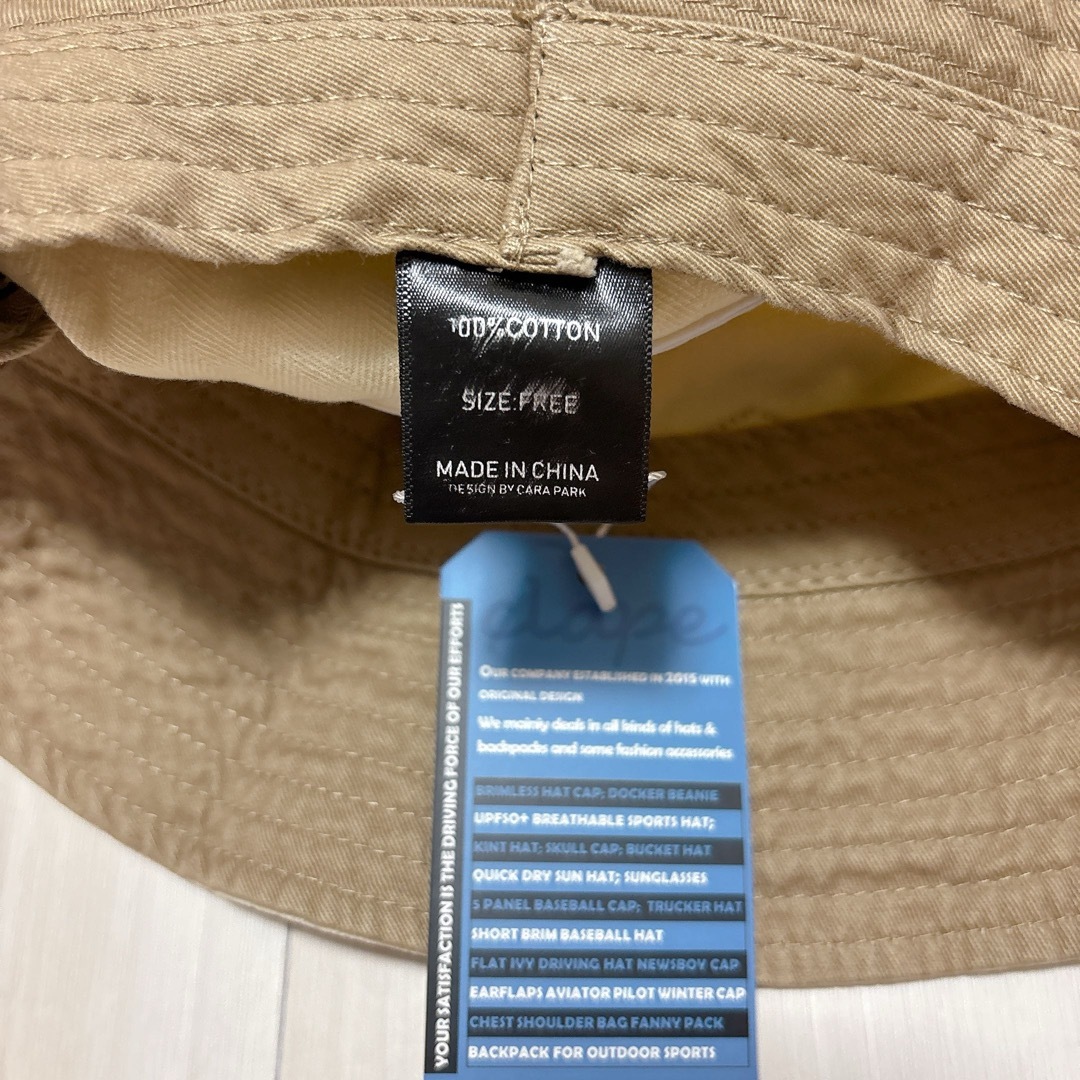 100%COTTON
SIZE:FREE
MADE IN CHINA
DESIGN BY CARA PARK
YOUR SATISFACTION IS THE DRIVING FORCE OF OUR EFFORTS
OUR COMPANY ESTABLISHED IN 2015 WITH
ORIGINAL DESIGN
We mainly deals in all kinds of hats &
backpacks and some fashion accessories
BRIMLESS HAT CAP; DOCKER BEANIE
UPF50+ BREATHABLE SPORTS HAT;
KINT HAT; SKULL CAP; BUCKET HAT
QUICK DRY SUN HAT; SUNGLASSES
5 PANEL BASEBALL CAP; TRUCKER HAT
SHORT BRIM BASEBALL HAT
FLAT IVY DRIVING HAT NEWSBOY CAP
EARFLAPS AVIATOR PILOT WINTER CAP
CHEST SHOULDER BAG FANNY PACK
BACKPACK FOR OUTDOOR SPORTS